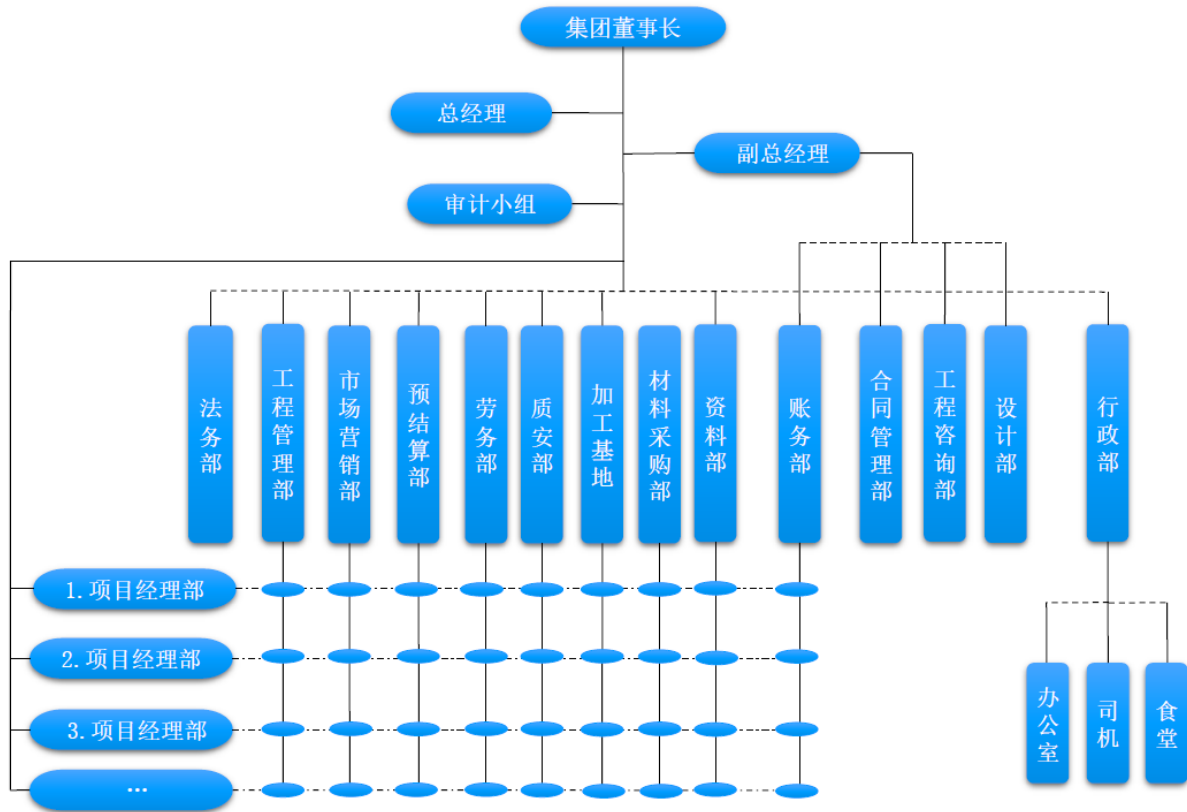 集团董事长
总经理
副总经理
审计小组
法务部
工程管理部
市场营销部
预结算部
劳务部
质安部
加工基地
材料采购部
资料部
账务部
合同管理部
工程咨询部
设计部
行政部
1.项目经理部
2.项目经理部
3.项目经理部
…
办公室
司机
食堂